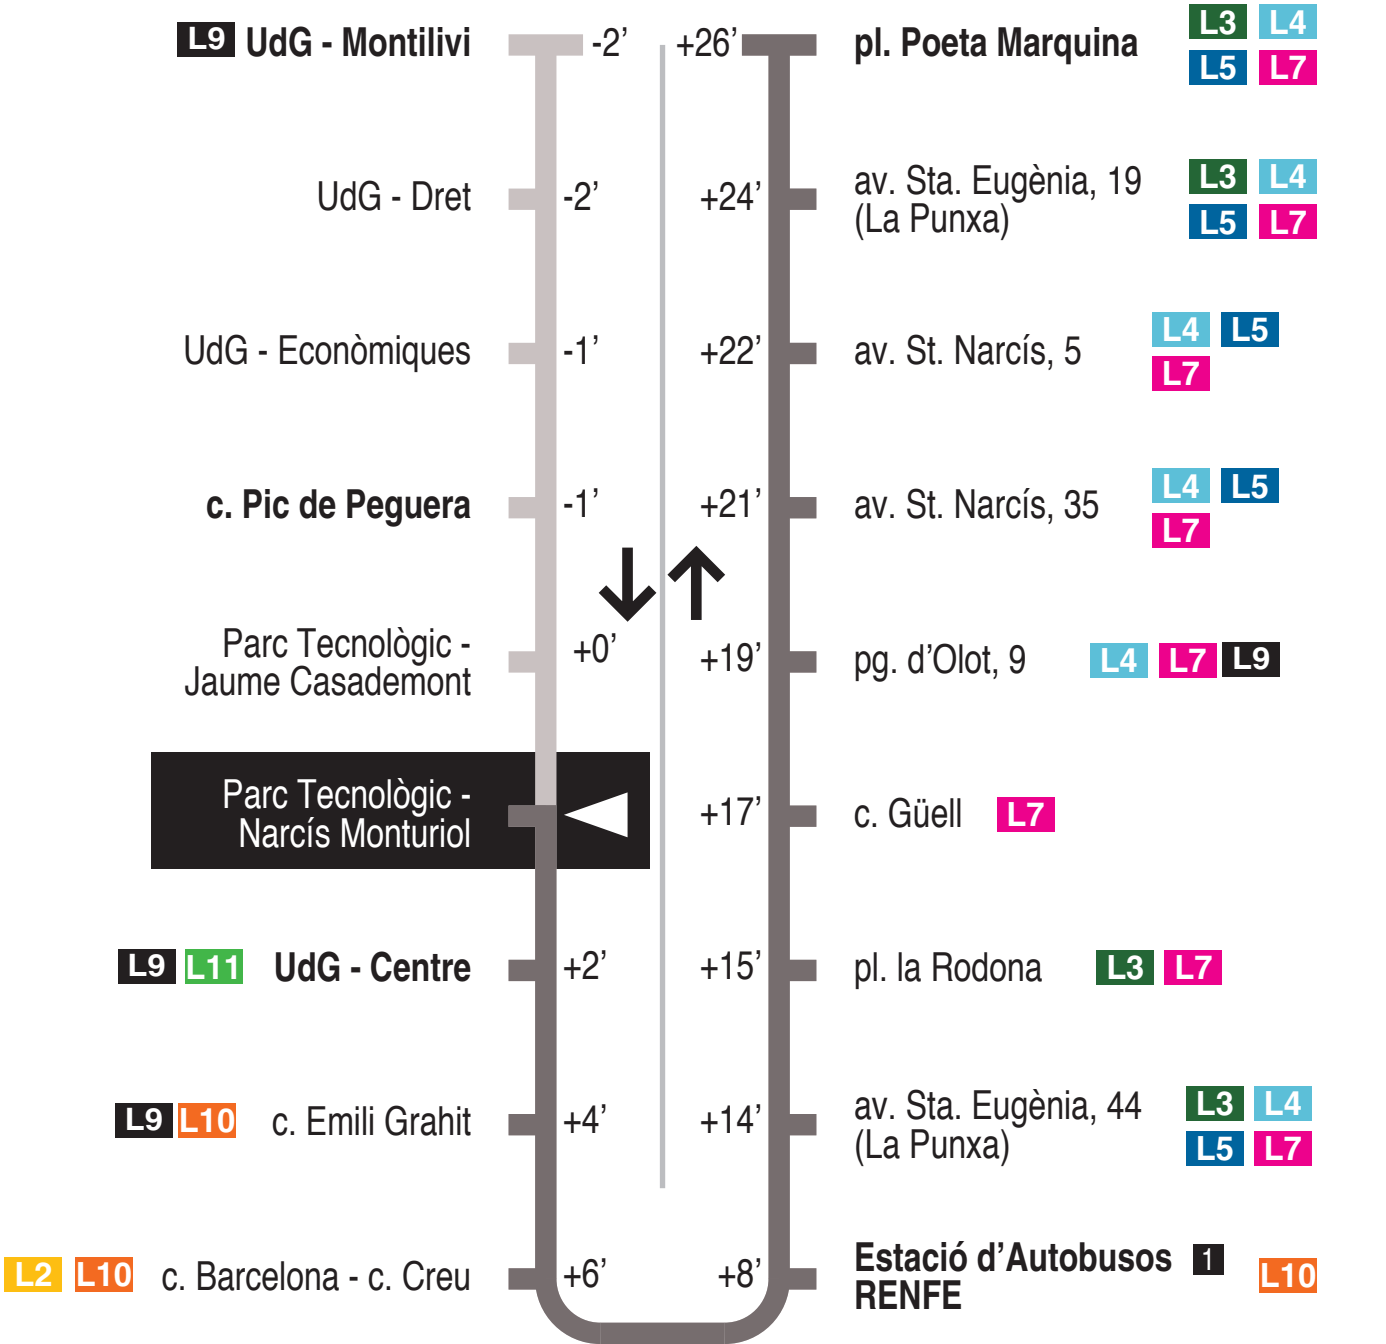 L9 UdG - Montilivi -2’
UdG - Dret -2’
UdG - Econòmiques -1’
c. Pic de Peguera -1’
Parc Tecnològic -
Jaume Casademont +0’
Parc Tecnològic -
Narcís Monturiol
L9 L11 UdG - Centre +2’
L9 L10 c. Emili Grahit +4’
L2 L10 c. Barcelona - c. Creu +6’
+26’ pl. Poeta Marquina L3 L4
L5 L7
+24’ av. Sta. Eugènia, 19 L3 L4
(La Punxa) L5 L7
+22’ av. St. Narcís, 5 L4 L5
L7
+21’ av. St. Narcís, 35 L4 L5
L7
+19’ pg. d’Olot, 9 L4 L7 L9
+17’ c. Güell L7
+15’ pl. la Rodona L3 L7
+14’ av. Sta. Eugènia, 44 L3 L4
(La Punxa) L5 L7
+8’ Estació d’Autobusos 1 L10
RENFE